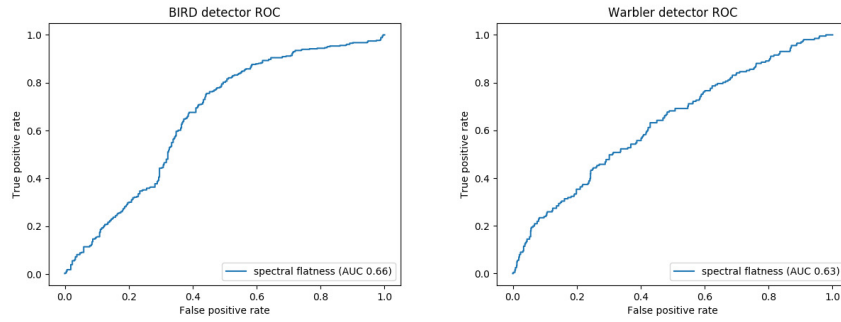 BIRD detector ROC
1.0
0.8
0.6
0.4
0.2
0.0
True positive rate
spectral flatness (AUC 0.66)
0.0 0.2 0.4 0.6 0.8 1.0
False positive rate
Warbler detector ROC
1.0
0.8
0.6
0.4
0.2
0.0
True positive rate
spectral flatness (AUC 0.63)
0.0 0.2 0.4 0.6 0.8 1.0
False positive rate